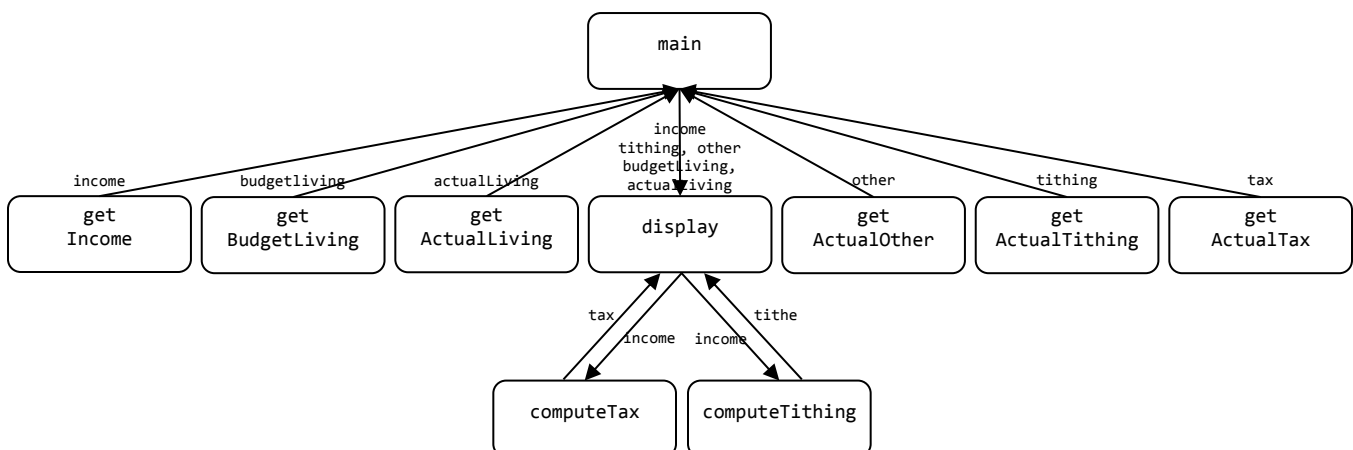 main
income
tithing, other
budgetLiving,
actualLiving
income
budgetliving
actualLiving
other
tithing
tax
get
Income
get
BudgetLiving
get
ActualLiving
display
get
ActualOther
get
ActualTithing
get
ActualTax
tax
tithe
income
income
computeTax
computeTithing